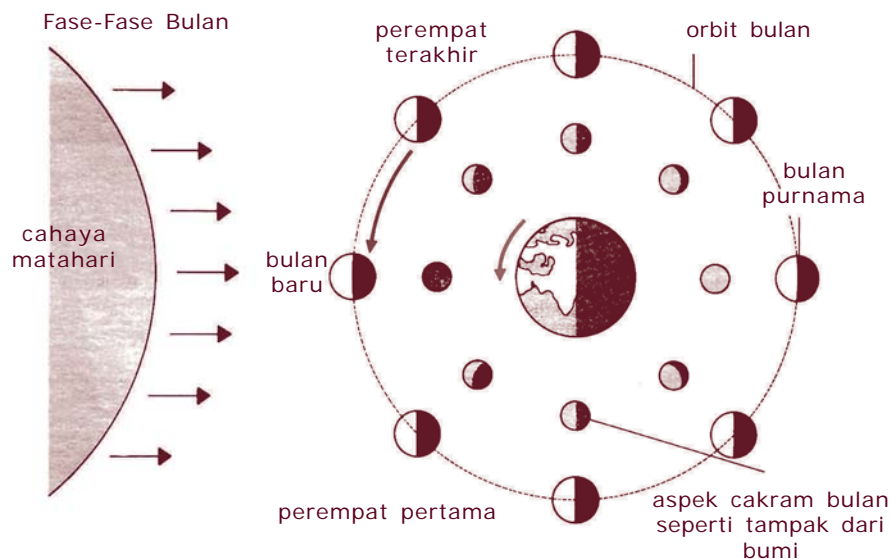 Fase-Fase Bulan
perempat
terakhir
orbit bulan
bulan
purnama
cahaya
matahari
bulan
baru
perempat pertama
aspek cakram bulan
seperti tampak dari
bumi